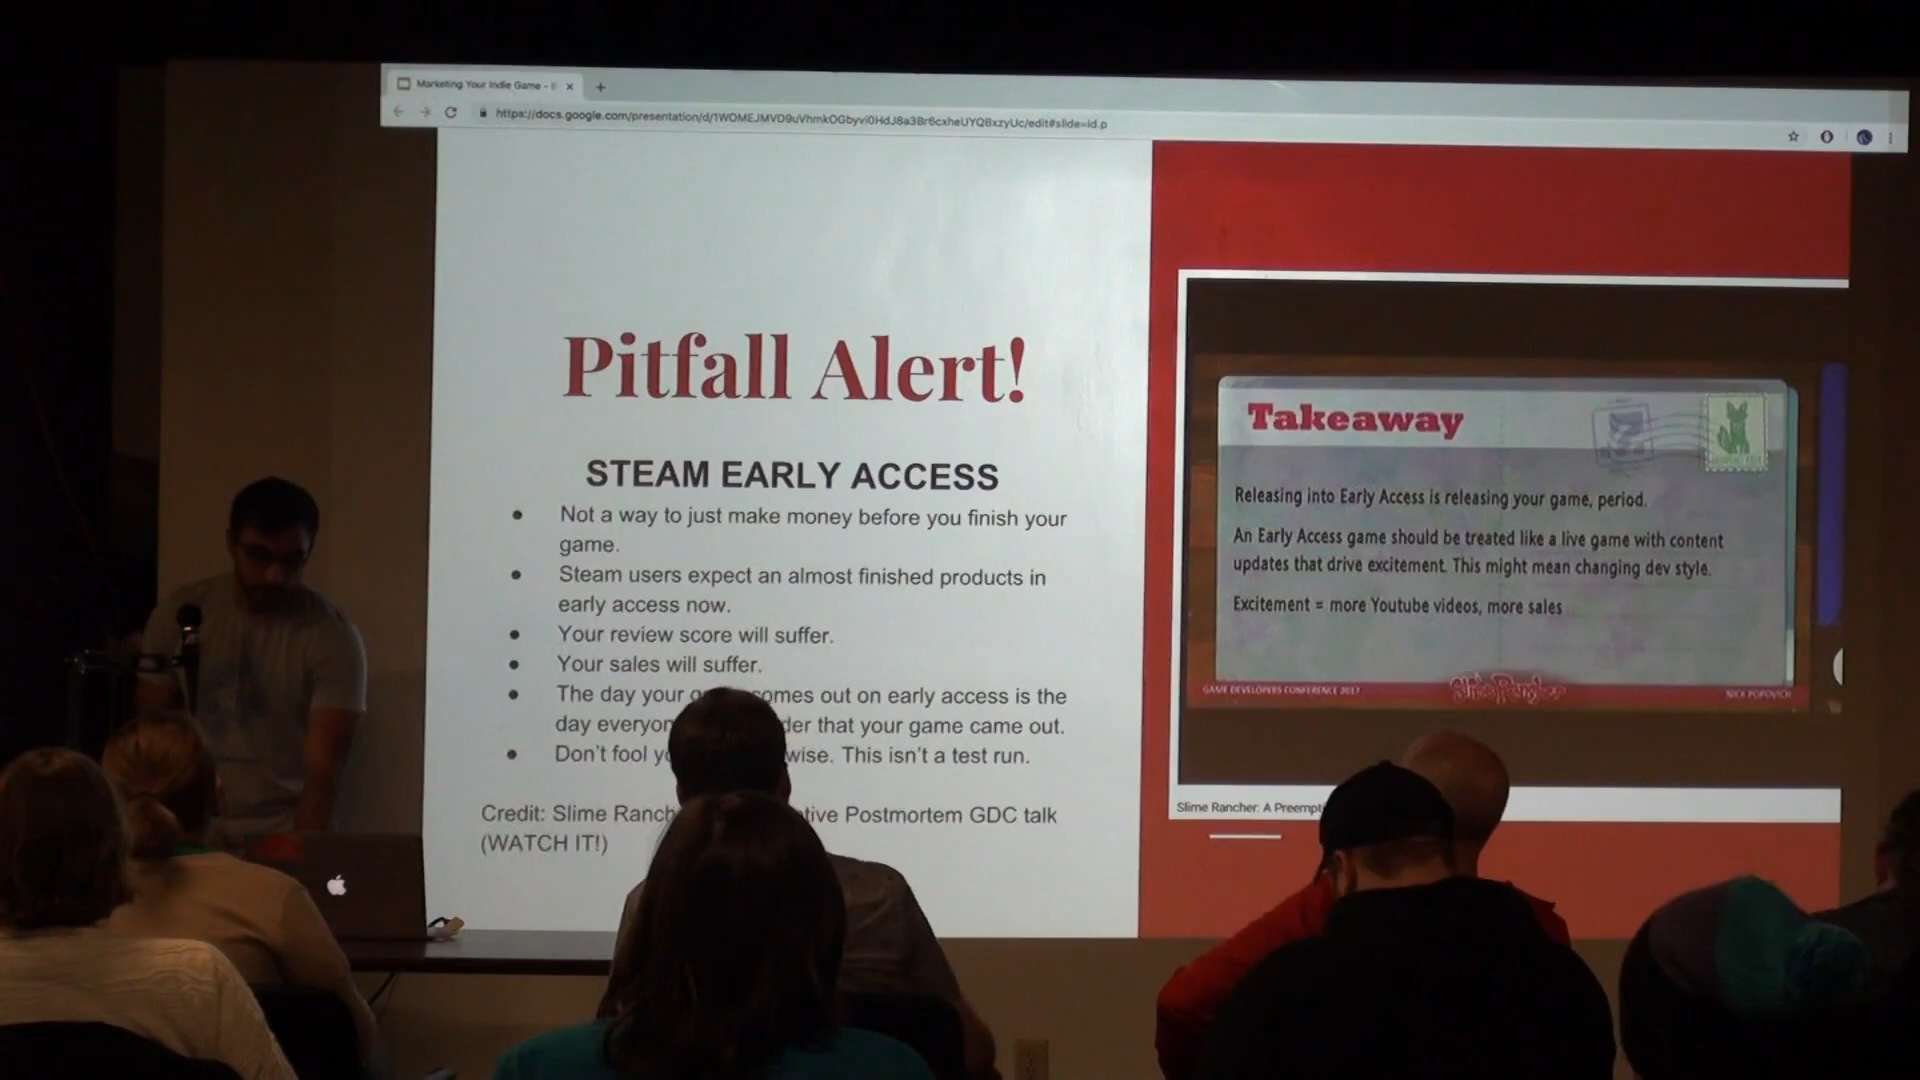 Marketing Your Indie Game -
https://docs.google.com/presentation/d/1WOMEJMVD9uVhmkOGbyvi0HdJ8a3Br6cxheUYQBxzyUc/edit#slide=id.p
Pitfall Alert!
STEAM EARLY ACCESS
Not a way to just make money before you finish your
game.
Steam users expect an almost finished products in
early access now.
Your review score will suffer.
Your sales will suffer.
The day your comes out on early access is the
day that your game came out.
Don't fool This isn't a test run.
Credit: Slime Postmortem GDC talk
(WATCH IT!)
Takeaway
Releasing into Early Access is releasing your game, period.
An Early Access game should be treated like a live game with content
updates that drive excitement. This might mean changing dev style.
Excitement = more Youtube videos, more sales
GAME DEVELOPERS CONFERENCE 2017
Slime Rancher
NICK POPOVICH
Slime Rancher: A